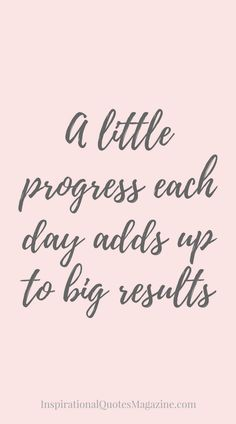 A little
progress each
day adds up
to big results
InspirationalQuotesMagazine.com